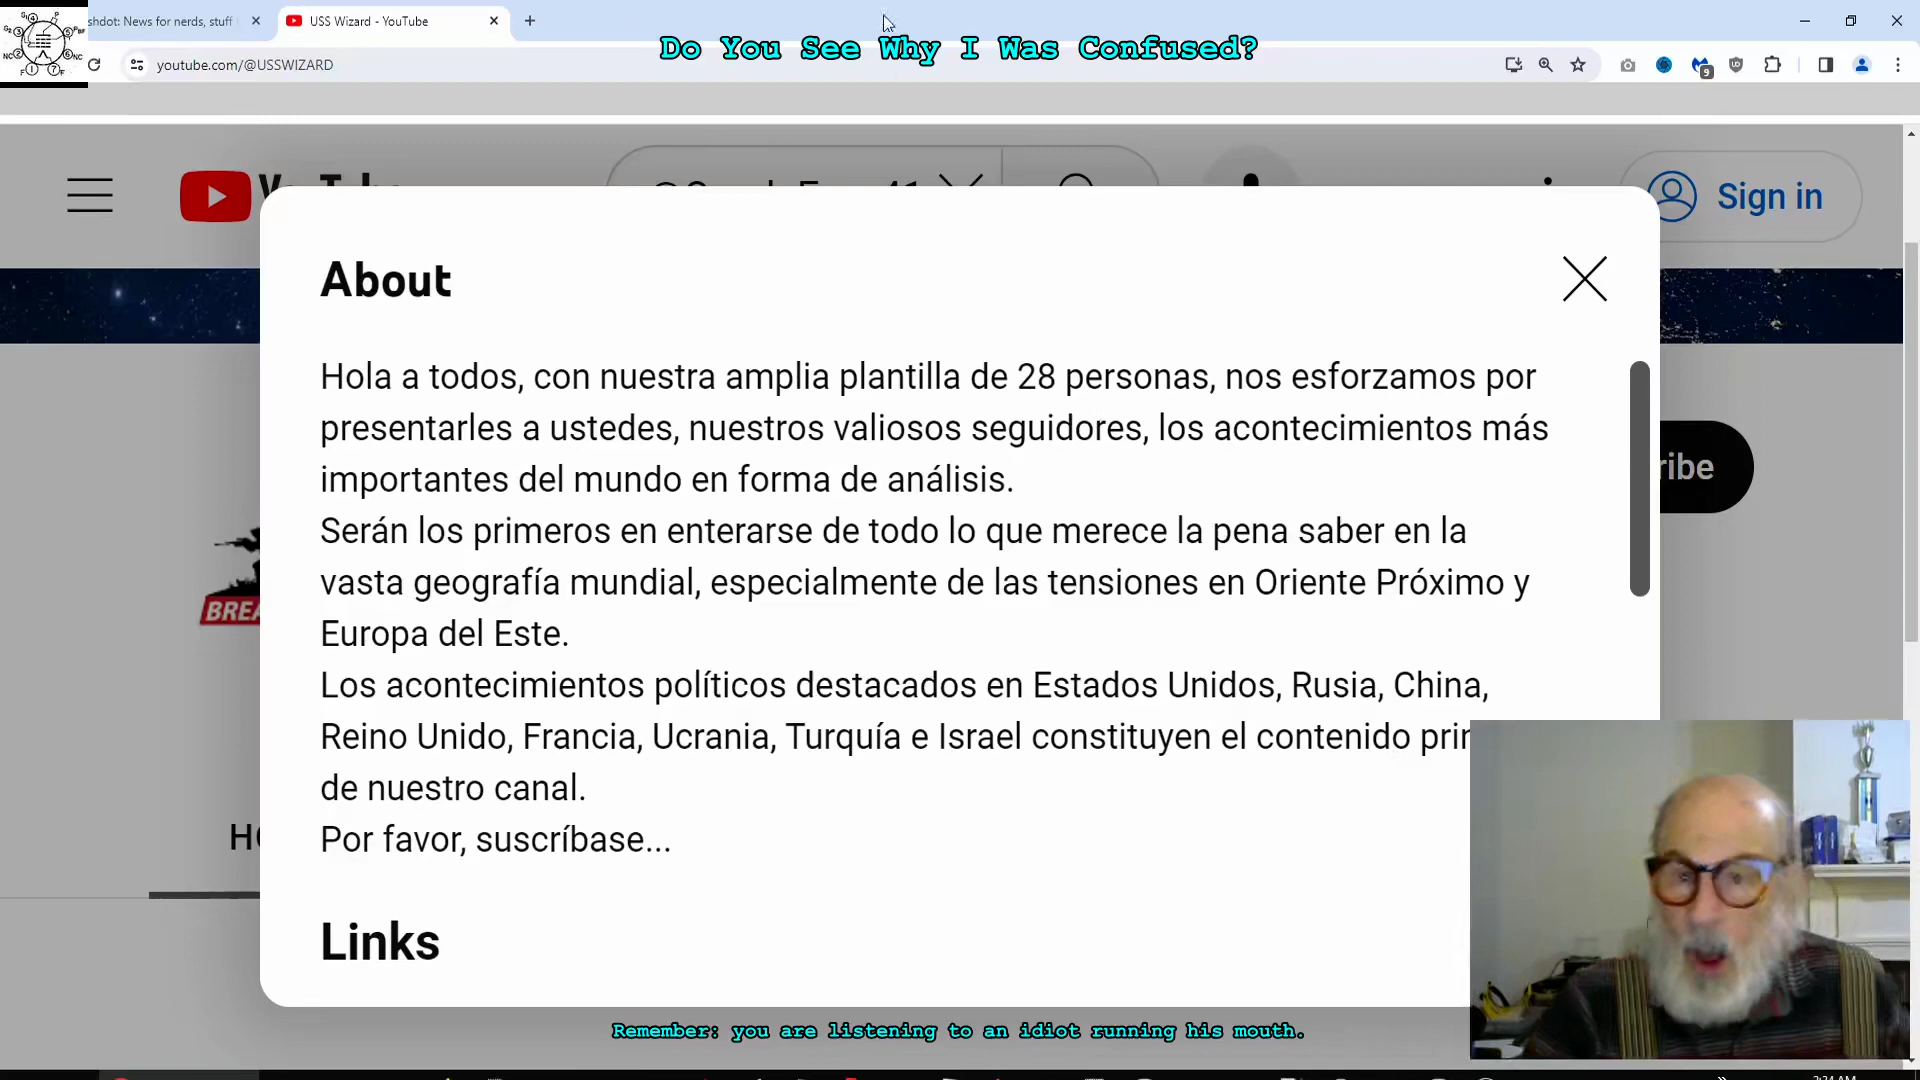 shdot: News for nerds, stuff
USS Wizard - YouTube
Do You See Why I Was Confused?
youtube.com/@USSWIZARD
9
Sign in
About
Hola a todos, con nuestra amplia plantilla de 28 personas, nos esforzamos por
presentarles a ustedes, nuestros valiosos seguidores, los acontecimientos más
importantes del mundo en forma de análisis.
Serán los primeros en enterarse de todo lo que merece la pena saber en la
vasta geografía mundial, especialmente de las tensiones en Oriente Próximo y
Europa del Este.
Los acontecimientos políticos destacados en Estados Unidos, Rusia, China,
Reino Unido, Francia, Ucrania, Turquía e Israel constituyen el contenido prin
de nuestro canal.
Por favor, suscríbase...
Links
ribe
BREA
HO
Remember: you are listening to an idiot running his mouth.